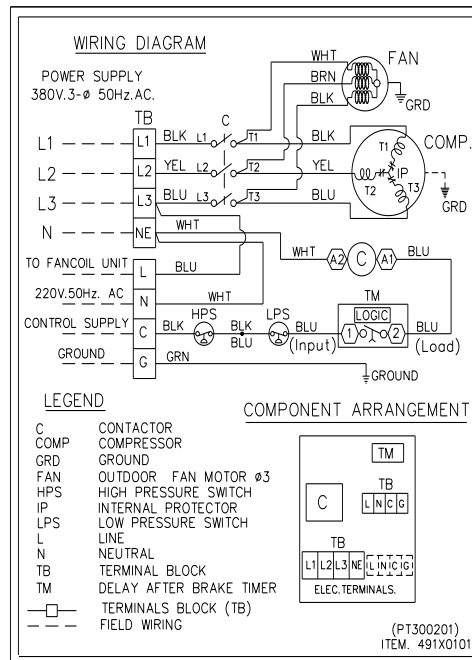 WIRING DIAGRAM
POWER SUPPLY
380V.3-ø 50Hz.AC.
WHT
BRN
BLK
FAN
GRD
TB
C
L1 L1 BLK L1 T1 BLK
L2 L2 YEL L2 T2 YEL
L3 L3 BLU L3 T3 BLU
COMP.
T1
IP
T2 T3
GRD
N NE WHT
WHT A2 C A1 BLU
TO FANCOIL UNIT L BLU
220V.50Hz. AC N WHT
CONTROL SUPPLY C BLK HPS BLK
BLU
LPS BLU
(Input)
TM
LOGIC
1 2 BLU
(Load)
GROUND G GRN
GROUND
LEGEND
C CONTACTOR
COMP COMPRESSOR
GRD GROUND
FAN OUTDOOR FAN MOTOR ø3
HPS HIGH PRESSURE SWITCH
IP INTERNAL PROTECTOR
LPS LOW PRESSURE SWITCH
L LINE
N NEUTRAL
TB TERMINAL BLOCK
TM DELAY AFTER BRAKE TIMER
TERMINALS BLOCK (TB)
FIELD WIRING
COMPONENT ARRANGEMENT
TM
C
TB
L N C G
TB
L1 L2 L3 NE L N C G
ELEC.TERMINALS.
(PT300201)
ITEM. 491X0101